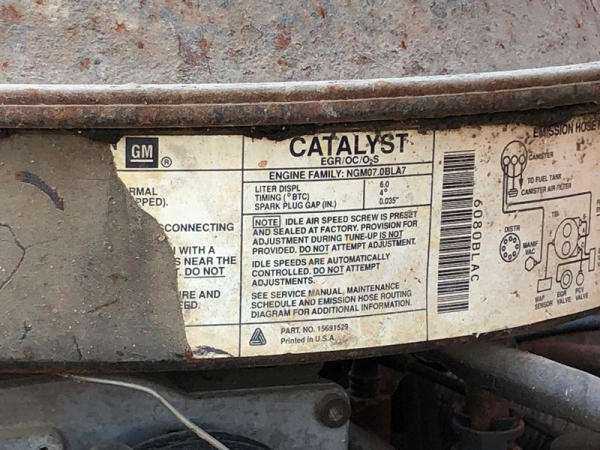 GM ®
RMAL
PPED).
SCONNECTING
WITH A
S NEAR THE
DO NOT
URE AND
ED.
CATALYST
EGR/OC/O2S
ENGINE FAMILY: NGM07.0BLA7
LITER DISPL 6.0
TIMING (°BTC) 4°
SPARK PLUG GAP (IN.) 0.035"
NOTE IDLE AIR SPEED SCREW IS PRESET
AND SEALED AT FACTORY. PROVISION FOR
ADJUSTMENT DURING TUNE-UP IS NOT
PROVIDED. DO NOT ATTEMPT ADJUSTMENT.
IDLE SPEEDS ARE AUTOMATICALLY
CONTROLLED. DO NOT ATTEMPT
ADJUSTMENTS.
SEE SERVICE MANUAL, MAINTENANCE
SCHEDULE AND EMISSION HOSE ROUTING
DIAGRAM FOR ADDITIONAL INFORMATION.
PART NO. 15691529
Printed in U.S.A.
6080BLAC
EMISSION HOSE
CANISTER
TO FUEL TANK
CANISTER AIR FILTER
TBI
DISTR
MANIF
VAC
MAP
SENSOR
EGR
VALVE
PCV
VALVE